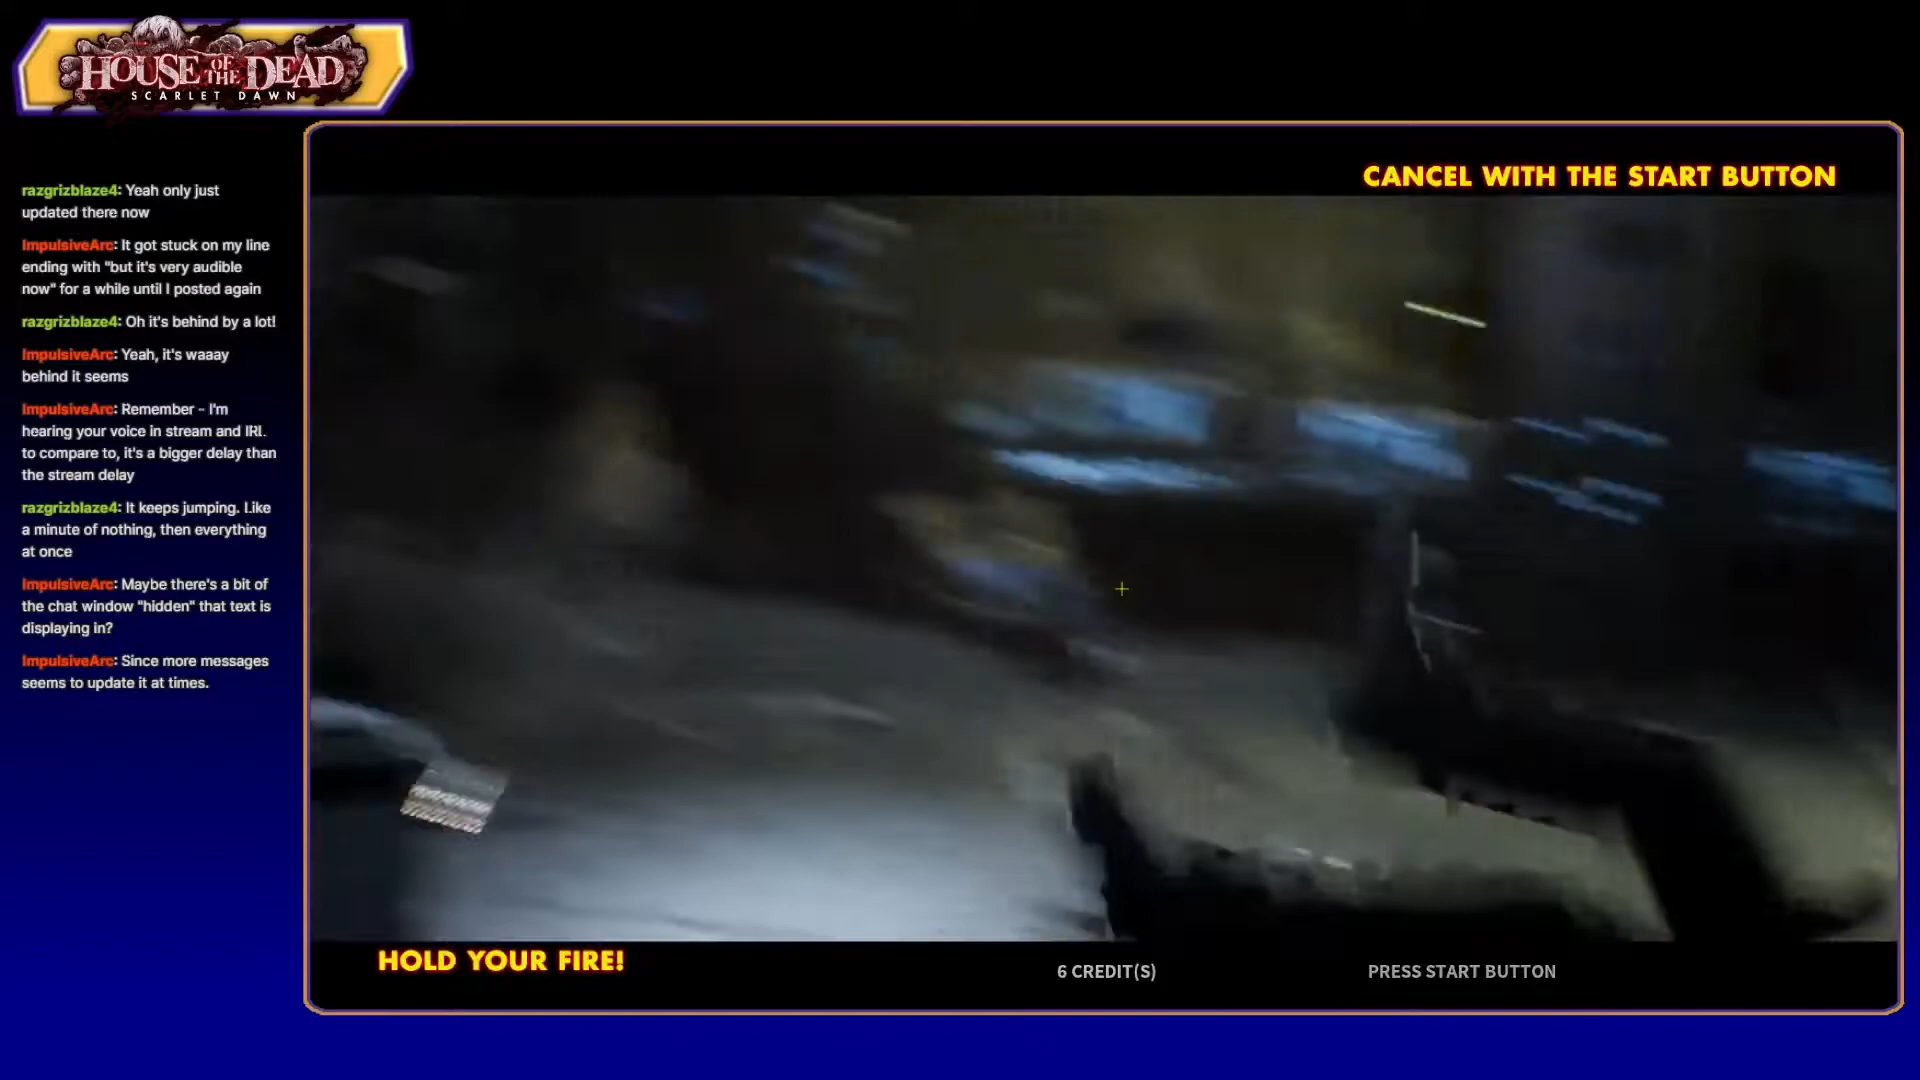 HOUSE OF THE DEAD
SCARLET DAWN
CANCEL WITH THE START BUTTON
razgrizblaze4: Yeah only just
updated there now
ImpulsiveArc: It got stuck on my line
ending with "but it's very audible
now" for a while until I posted again
razgrizblaze4: Oh it's behind by a lot!
ImpulsiveArc: Yeah, it's waaay
behind it seems
ImpulsiveArc: Remember - I'm
hearing your voice in stream and IRL
to compare to, it's a bigger delay than
the stream delay
razgrizblaze4: It keeps jumping. Like
a minute of nothing, then everything
at once
ImpulsiveArc: Maybe there's a bit of
the chat window "hidden" that text is
displaying in?
ImpulsiveArc: Since more messages
seems to update it at times.
HOLD YOUR FIRE!
6 CREDIT(S)
PRESS START BUTTON